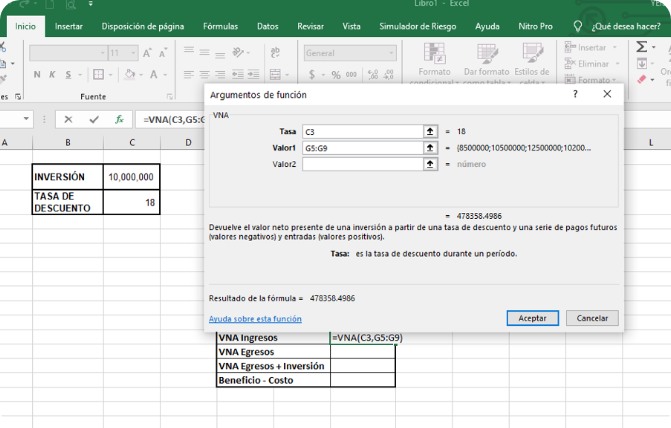 Libro1 - Excel
Inicio Insertar Disposición de página Fórmulas Datos Revisar Vista Simulador de Riesgo Ayuda Nitro Pro ¿Qué desea hacer?
11 A A General Insertar
N K S A $ % 000 Formato Dar formato Estilos de Eliminar
Fuente Formato
=VNA(C3,G5:G
A B C D L
INVERSIÓN 10,000,000
TASA DE
DESCUENTO 18
Argumentos de función ? X
VNA
Tasa C3 = 18
Valor1 G5:G9 = {8500000;10500000;12500000;10200...
Valor2 = número
= 478358.4986
Devuelve el valor neto presente de una inversión a partir de una tasa de descuento y una serie de pagos futuros
(valores negativos) y entradas (valores positivos).
Tasa: es la tasa de descuento durante un período.
Resultado de la fórmula = 478358.4986
Ayuda sobre esta función Aceptar Cancelar
VNA Ingresos =VNA(C3,G5:G9)
VNA Egresos
VNA Egresos + Inversión
Beneficio - Costo